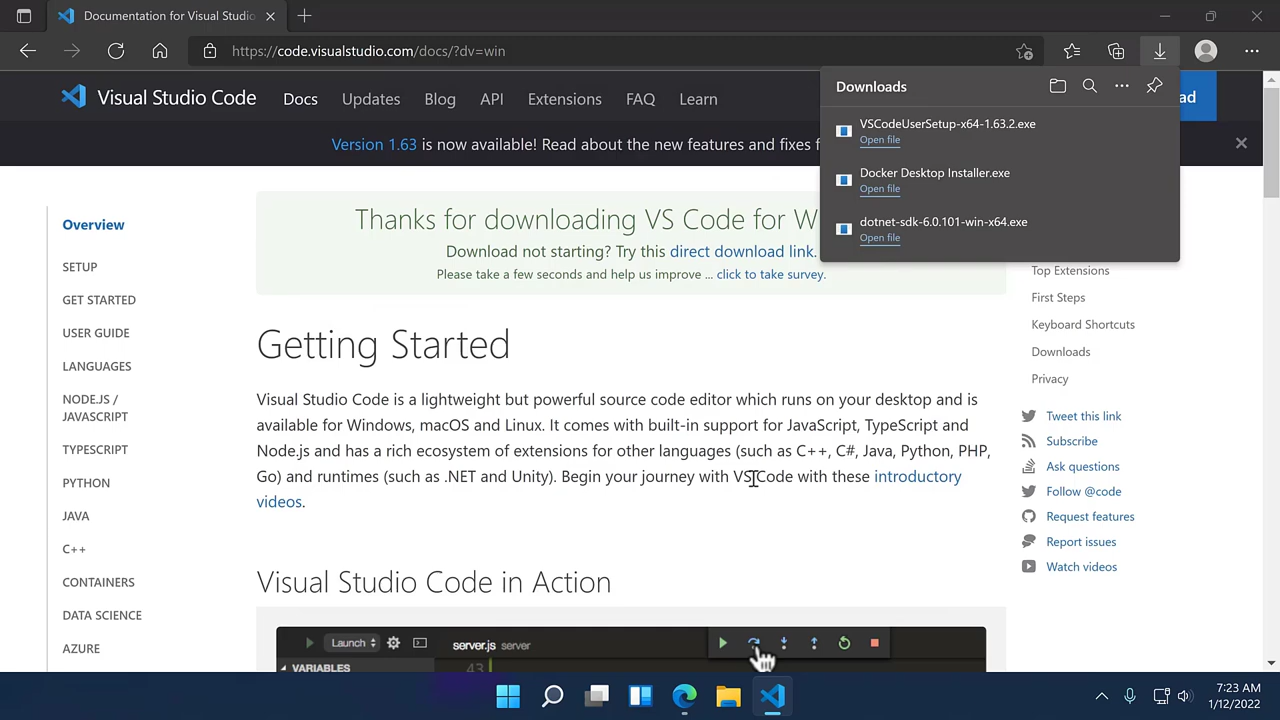 Documentation for Visual Studio
https://code.visualstudio.com/docs/?dv=win
Visual Studio Code
Docs
Updates
Blog
API
Extensions
FAQ
Learn
ad
Downloads
VSCodeUserSetup-x64-1.63.2.exe
Open file
Docker Desktop Installer.exe
Open file
dotnet-sdk-6.0.101-win-x64.exe
Open file
Version 1.63 is now available! Read about the new features and fixes f
Overview
SETUP
GET STARTED
USER GUIDE
LANGUAGES
NODE.JS /
JAVASCRIPT
TYPESCRIPT
PYTHON
JAVA
C++
CONTAINERS
DATA SCIENCE
AZURE
Thanks for downloading VS Code for W
Download not starting? Try this direct download link.
Please take a few seconds and help us improve ... click to take survey.
Getting Started
Visual Studio Code is a lightweight but powerful source code editor which runs on your desktop and is
available for Windows, macOS and Linux. It comes with built-in support for JavaScript, TypeScript and
Node.js and has a rich ecosystem of extensions for other languages (such as C++, C#, Java, Python, PHP,
Go) and runtimes (such as .NET and Unity). Begin your journey with VS Code with these introductory
videos.
Visual Studio Code in Action
Launch
server.js server
VARIABLES
43
Top Extensions
First Steps
Keyboard Shortcuts
Downloads
Privacy
Tweet this link
Subscribe
Ask questions
Follow @code
Request features
Report issues
Watch videos
7:23 AM
1/12/2022